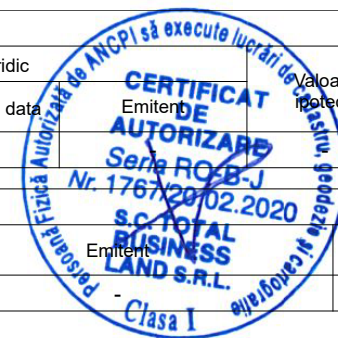 Persoană Fizică Autorizată de ANCPI să execute lucrări de cadastru, geodezie și cartografie
ridic
CERTIFICAT
Valoa
data
Emitent
ipotec
DE
AUTORIZARE
-
Seria RO-B-J
Nr. 1767/20.02.2020
S.C. TOTAL
BUSINESS
Emitent
LAND S.R.L.
-
Clasa I